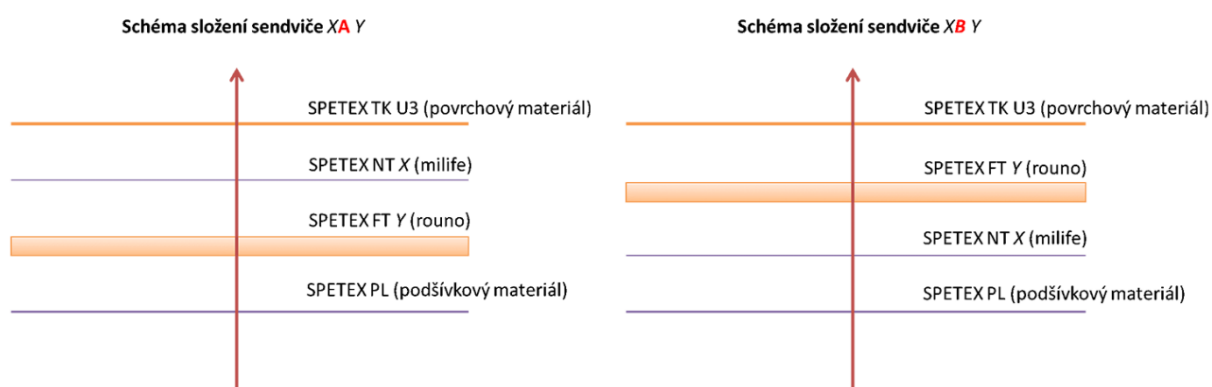 Schéma složení sendviče XA Y
SPETEX TK U3 (povrchový materiál)
SPETEX NT X (milife)
SPETEX FT Y (rouno)
SPETEX PL (podšívkový materiál)
Schéma složení sendviče XB Y
SPETEX TK U3 (povrchový materiál)
SPETEX FT Y (rouno)
SPETEX NT X (milife)
SPETEX PL (podšívkový materiál)